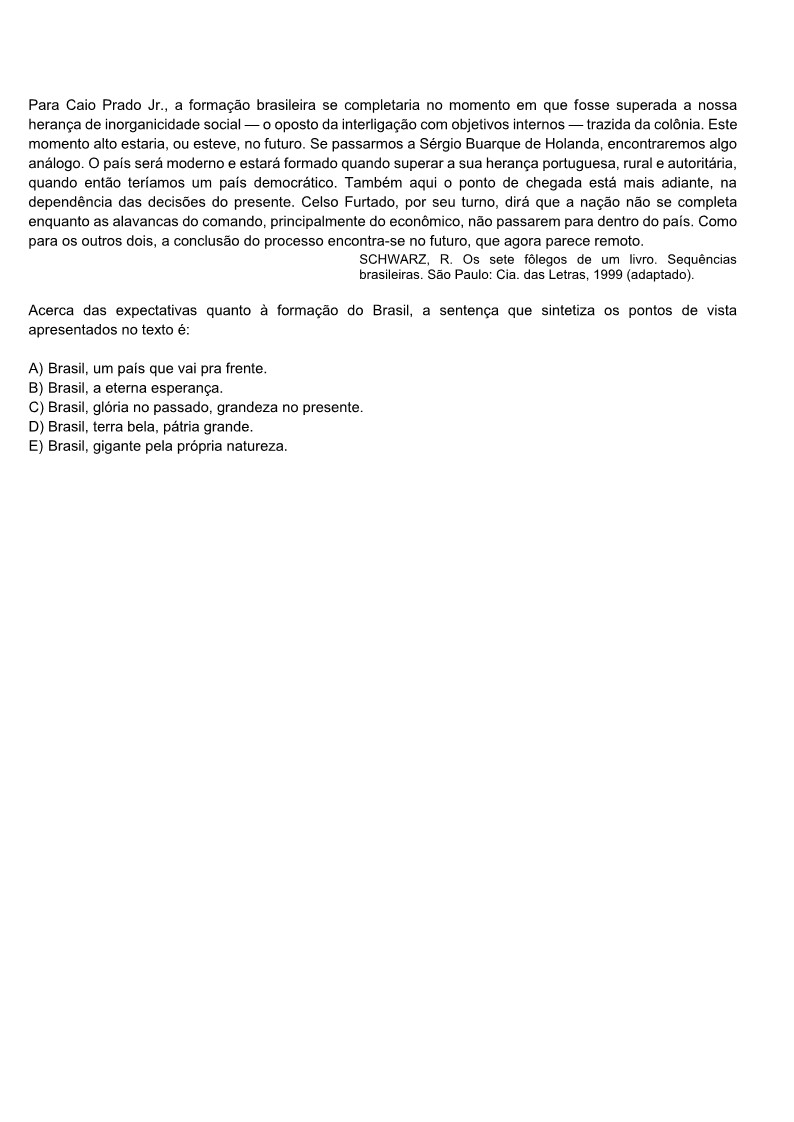 Para Caio Prado Jr., a formação brasileira se completaria no momento em que fosse superada a nossa
herança de inorganicidade social — o oposto da interligação com objetivos internos — trazida da colônia. Este
momento alto estaria, ou esteve, no futuro. Se passarmos a Sérgio Buarque de Holanda, encontraremos algo
análogo. O país será moderno e estará formado quando superar a sua herança portuguesa, rural e autoritária,
quando então teríamos um país democrático. Também aqui o ponto de chegada está mais adiante, na
dependência das decisões do presente. Celso Furtado, por seu turno, dirá que a nação não se completa
enquanto as alavancas do comando, principalmente do econômico, não passarem para dentro do país. Como
para os outros dois, a conclusão do processo encontra-se no futuro, que agora parece remoto.
SCHWARZ, R. Os sete fôlegos de um livro. Sequências
brasileiras. São Paulo: Cia. das Letras, 1999 (adaptado).
Acerca das expectativas quanto à formação do Brasil, a sentença que sintetiza os pontos de vista
apresentados no texto é:
A) Brasil, um país que vai pra frente.
B) Brasil, a eterna esperança.
C) Brasil, glória no passado, grandeza no presente.
D) Brasil, terra bela, pátria grande.
E) Brasil, gigante pela própria natureza.